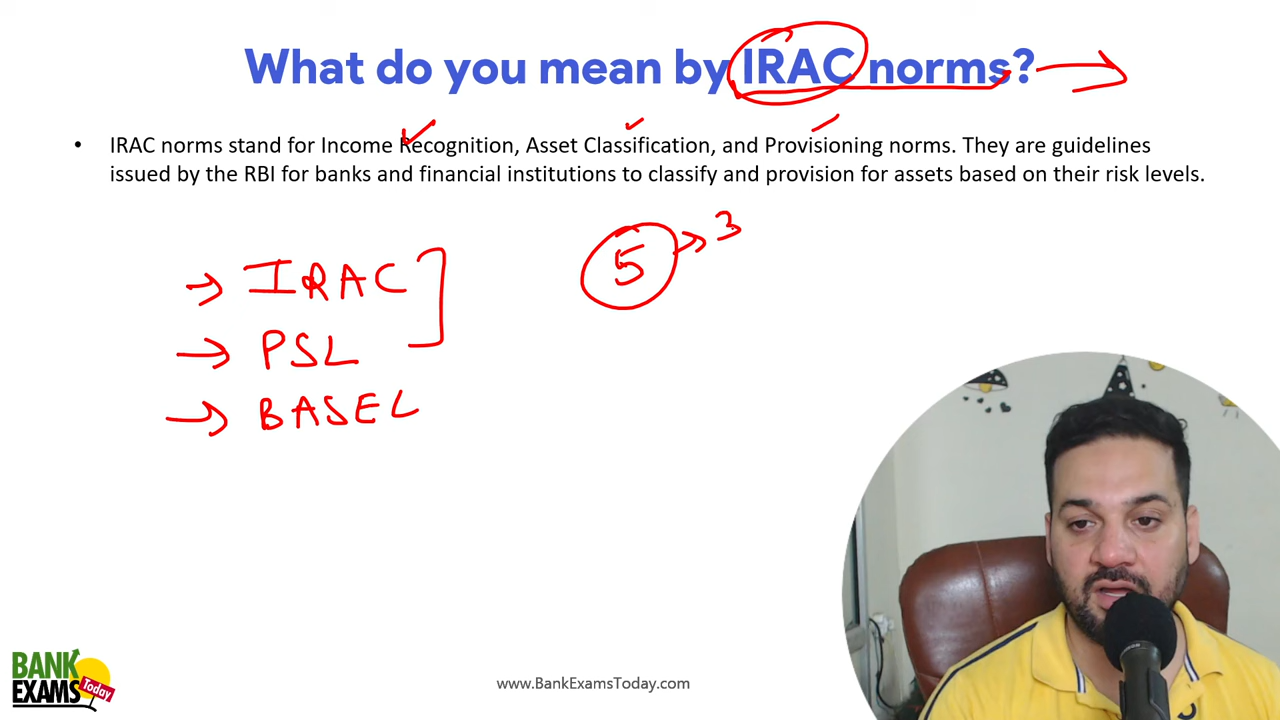 What do you mean by IRAC norms?
• IRAC norms stand for Income Recognition, Asset Classification, and Provisioning norms. They are guidelines
issued by the RBI for banks and financial institutions to classify and provision for assets based on their risk levels.
5 → 3
→ IRAC
→ PSL
→ BASEL
BANK
EXAMS
Today
www.BankExamsToday.com